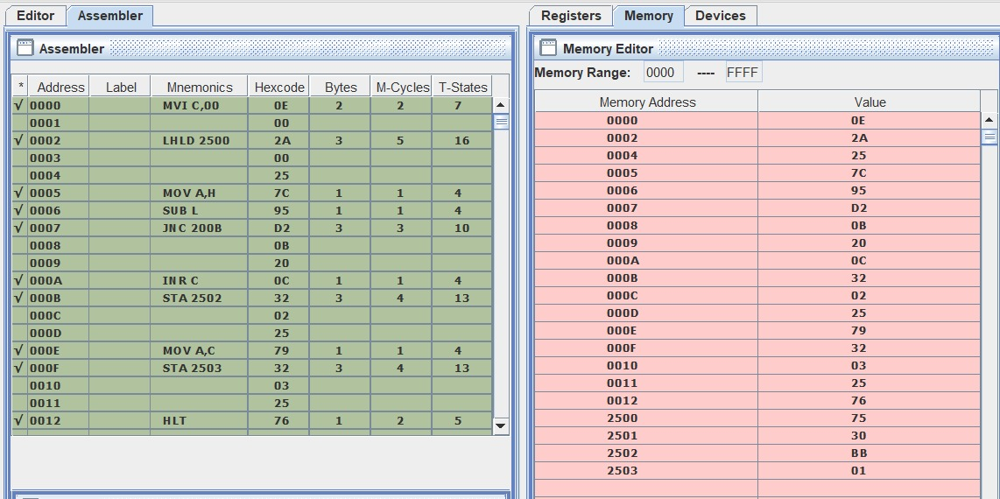 Editor Assembler
Assembler
* Address Label Mnemonics Hexcode Bytes M-Cycles T-States
√ 0000 MVI C,00 0E 2 2 7
0001 00
√ 0002 LHLD 2500 2A 3 5 16
0003 00
0004 25
√ 0005 MOV A,H 7C 1 1 4
√ 0006 SUB L 95 1 1 4
√ 0007 JNC 200B D2 3 3 10
0008 0B
0009 20
√ 000A INR C 0C 1 1 4
√ 000B STA 2502 32 3 4 13
000C 02
000D 25
√ 000E MOV A,C 79 1 1 4
√ 000F STA 2503 32 3 4 13
0010 03
0011 25
√ 0012 HLT 76 1 2 5
Registers Memory Devices
Memory Editor
Memory Range: 0000 ---- FFFF
Memory Address Value
0000 0E
0002 2A
0004 25
0005 7C
0006 95
0007 D2
0008 0B
0009 20
000A 0C
000B 32
000C 02
000D 25
000E 79
000F 32
0010 03
0011 25
0012 76
2500 75
2501 30
2502 BB
2503 01